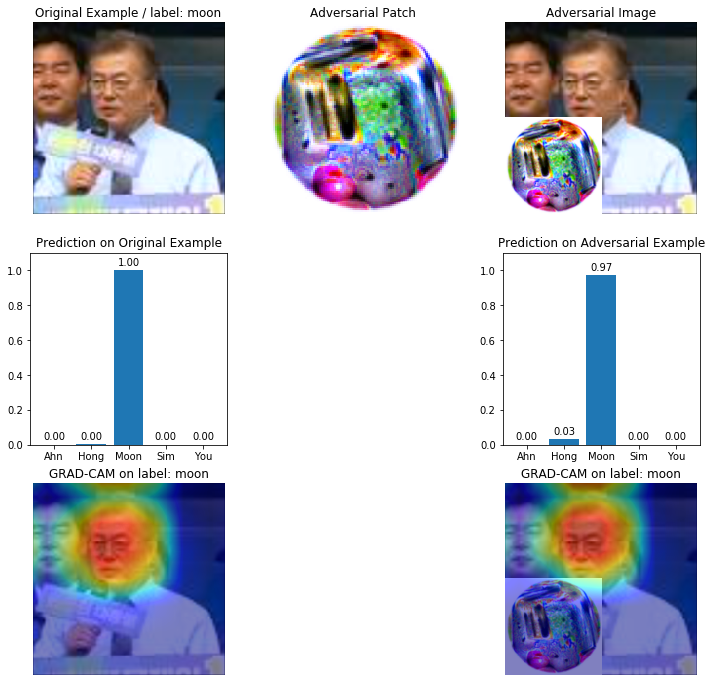 Original Example / label: moon
Adversarial Patch
Adversarial Image
Prediction on Original Example
1.0
0.8
0.6
0.4
0.2
0.0
0.00
0.00
1.00
0.00
0.00
Ahn
Hong
Moon
Sim
You
Prediction on Adversarial Example
1.0
0.8
0.6
0.4
0.2
0.0
0.00
0.03
0.97
0.00
0.00
Ahn
Hong
Moon
Sim
You
GRAD-CAM on label: moon
GRAD-CAM on label: moon